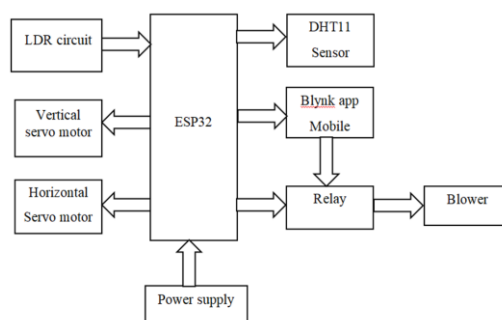 LDR circuit
DHT11
Sensor
Vertical
servo motor
ESP32
Blynk app
Mobile
Horizontal
Servo motor
Relay
Blower
Power supply